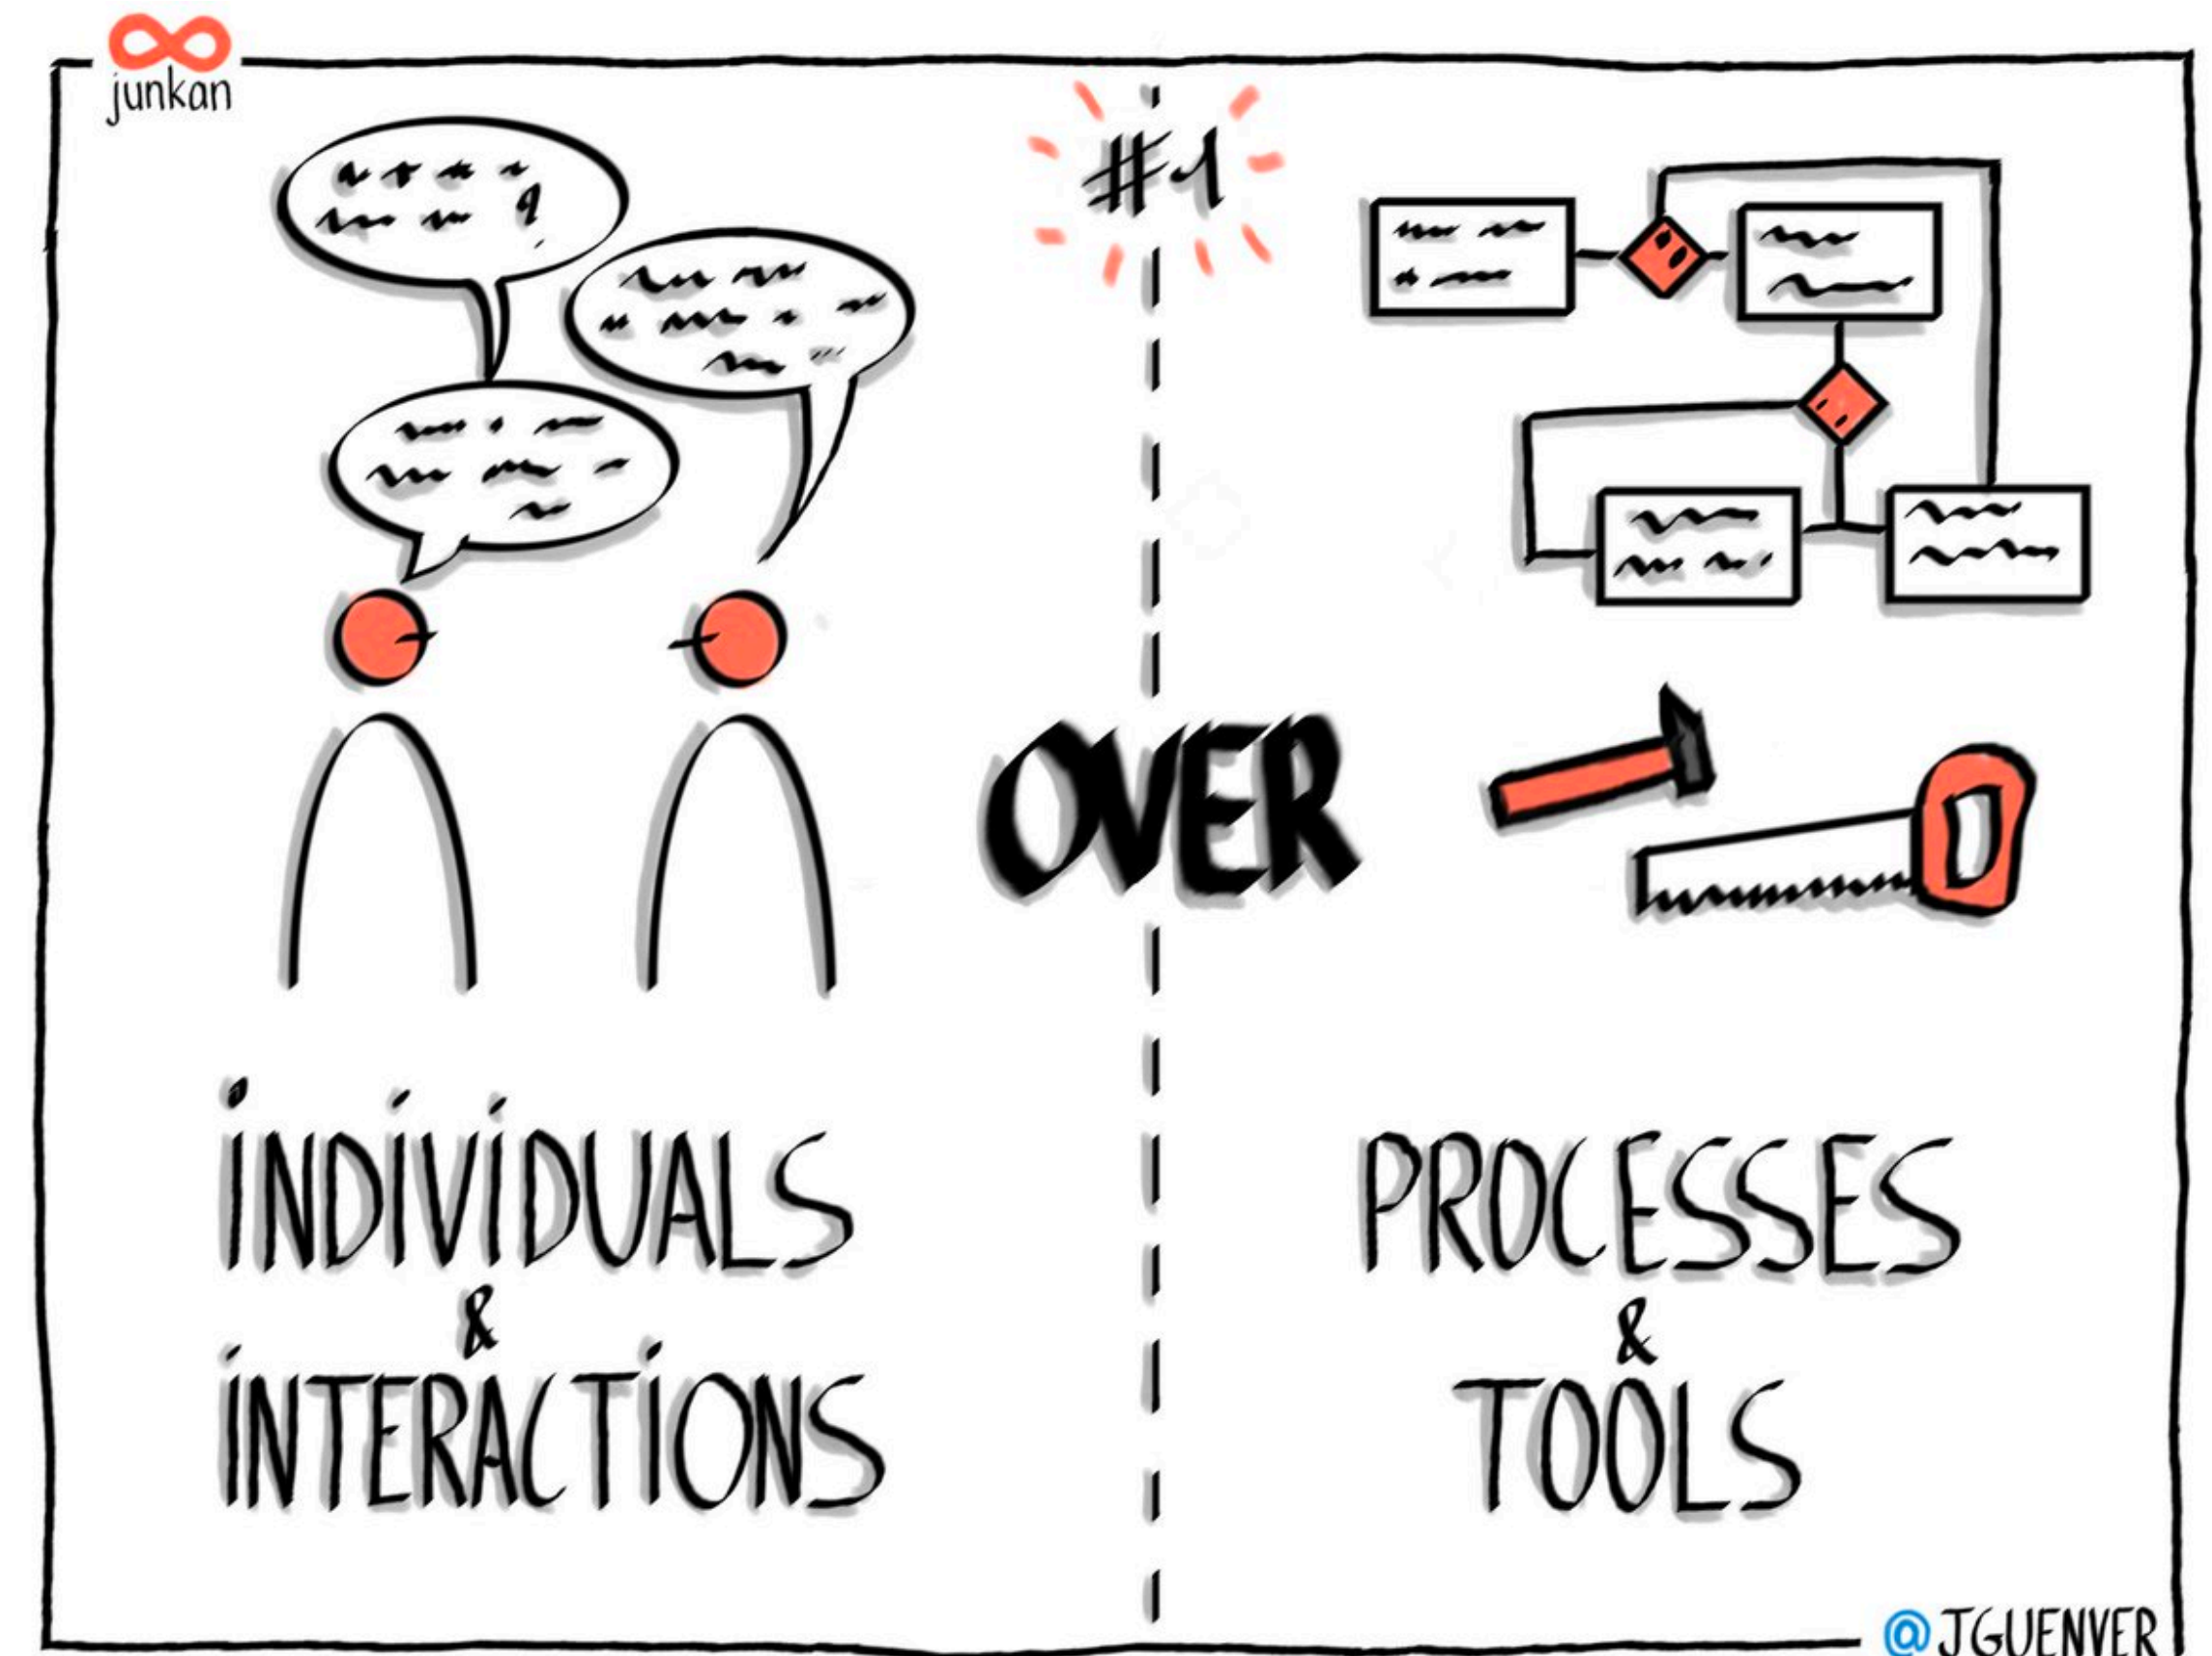 junkan
#1
OVER
iNDiViDUALS
&
iNTERACTiONS
PROCESSES
&
TOOLS
@JGUENVER